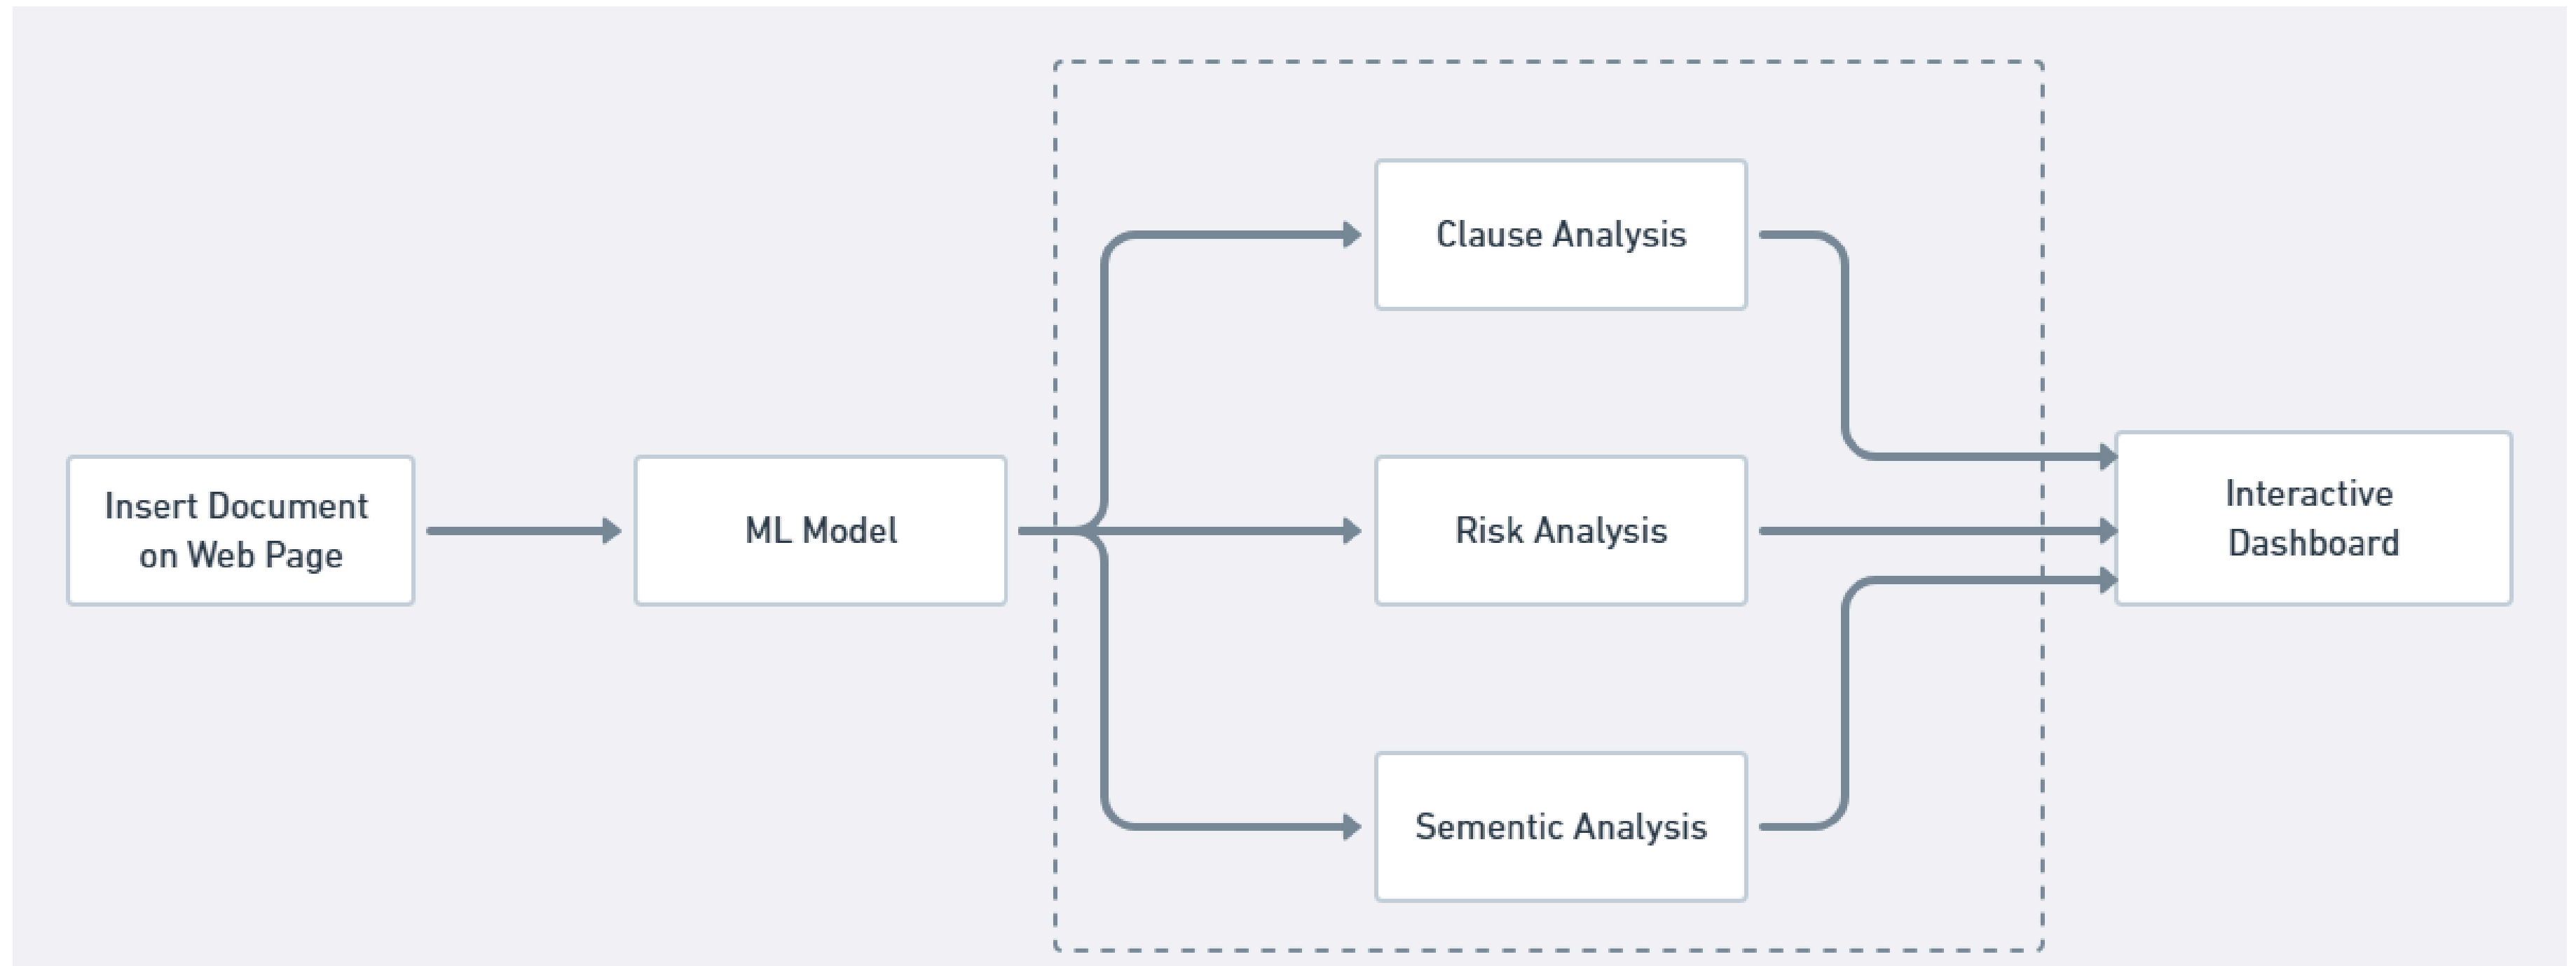 Insert Document
on Web Page
ML Model
Clause Analysis
Risk Analysis
Sementic Analysis
Interactive
Dashboard